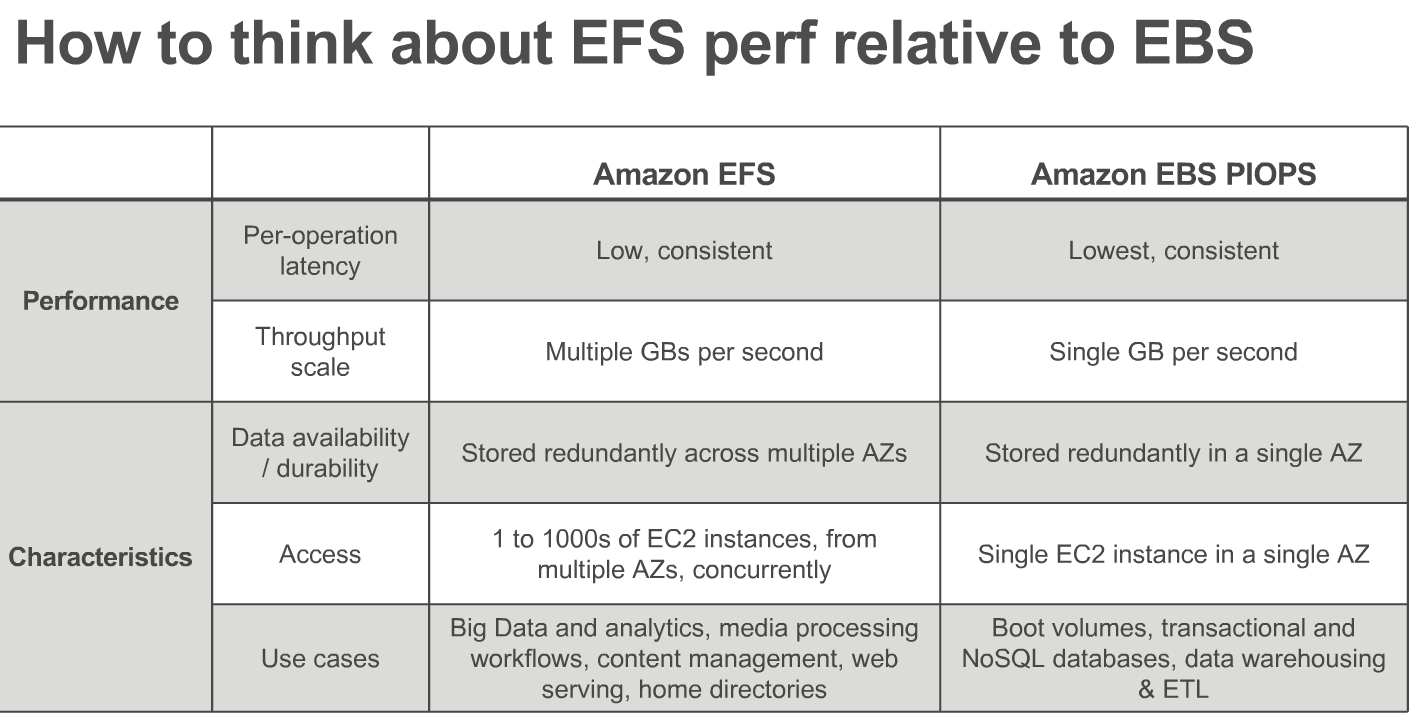 How to think about EFS perf relative to EBS
Amazon EFS
Amazon EBS PIOPS
Performance
Per-operation
latency
Low, consistent
Lowest, consistent
Throughput
scale
Multiple GBs per second
Single GB per second
Characteristics
Data availability
/ durability
Stored redundantly across multiple AZs
Stored redundantly in a single AZ
Access
1 to 1000s of EC2 instances, from
multiple AZs, concurrently
Single EC2 instance in a single AZ
Use cases
Big Data and analytics, media processing
workflows, content management, web
serving, home directories
Boot volumes, transactional and
NoSQL databases, data warehousing
& ETL